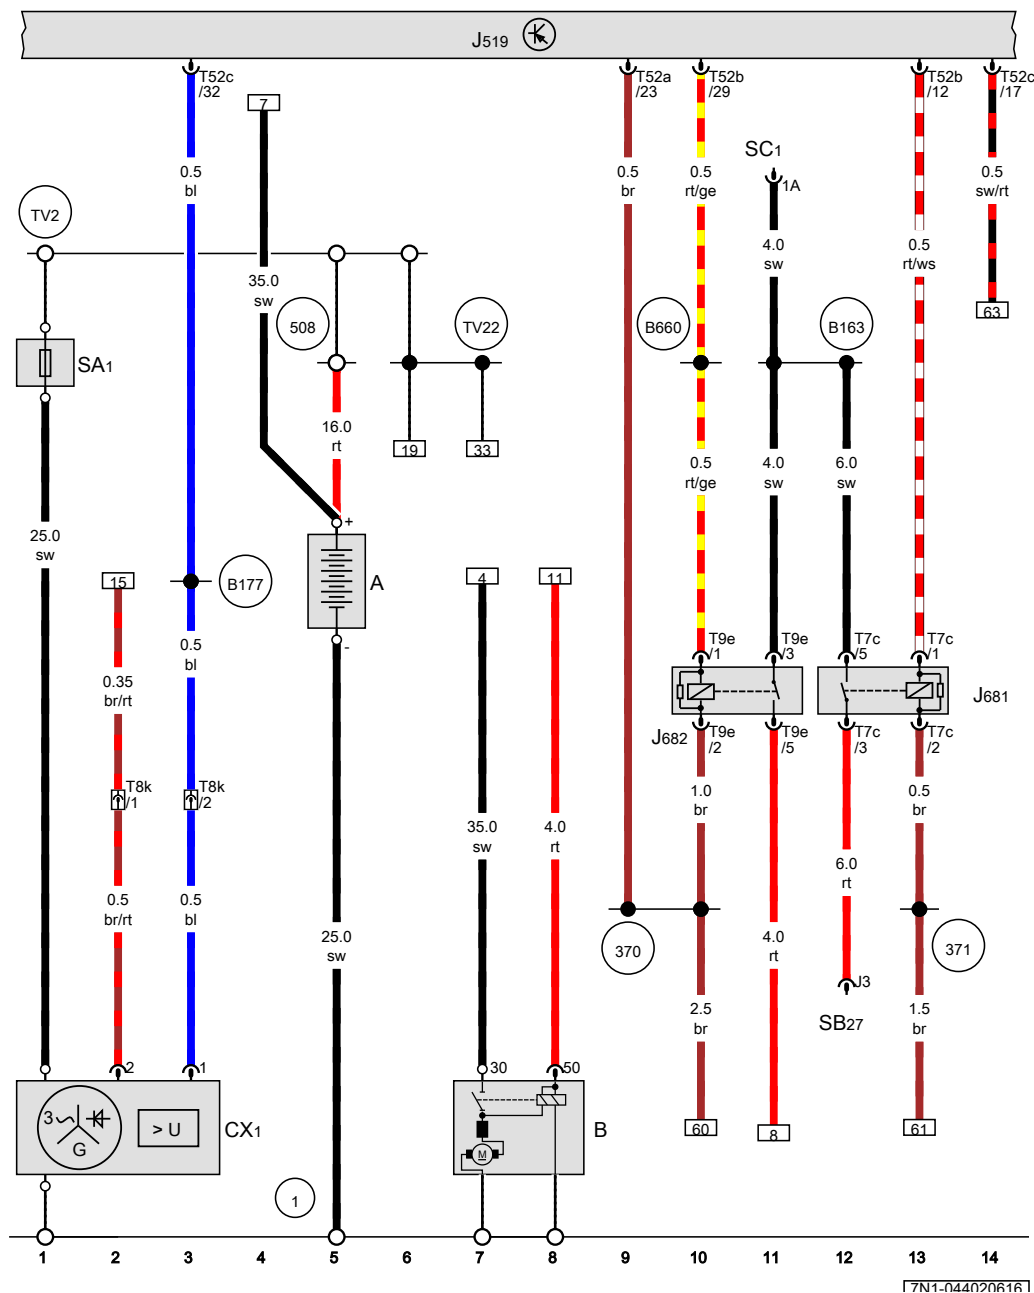 J519
T52c
/32
T52a
/23
T52b
/29
T52b
/12
T52c
/17
7
SC1
1A
0.5
bl
0.5
br
0.5
rt/ge
0.5
sw/rt
TV2
4.0
sw
0.5
rt/ws
35.0
sw
63
508
TV22
B660
B163
SA1
16.0
rt
19
33
0.5
rt/ge
4.0
sw
6.0
sw
25.0
sw
+
15
B177
A
4
11
-
0.5
bl
T9e
/1
T9e
/3
T7c
/5
T7c
/1
0.35
br/rt
J681
J682
T9e
/2
T9e
/5
T7c
/3
T7c
/2
T8k
/1
T8k
/2
1.0
br
0.5
br
35.0
sw
4.0
rt
6.0
rt
0.5
br/rt
0.5
bl
25.0
sw
370
4.0
rt
371
J3
SB27
2.5
br
1.5
br
2
1
30
50
3
G
> U
CX1
M
B
60
8
61
1
1 2 3 4 5 6 7 8 9 10 11 12 13 14
7N1-044020616